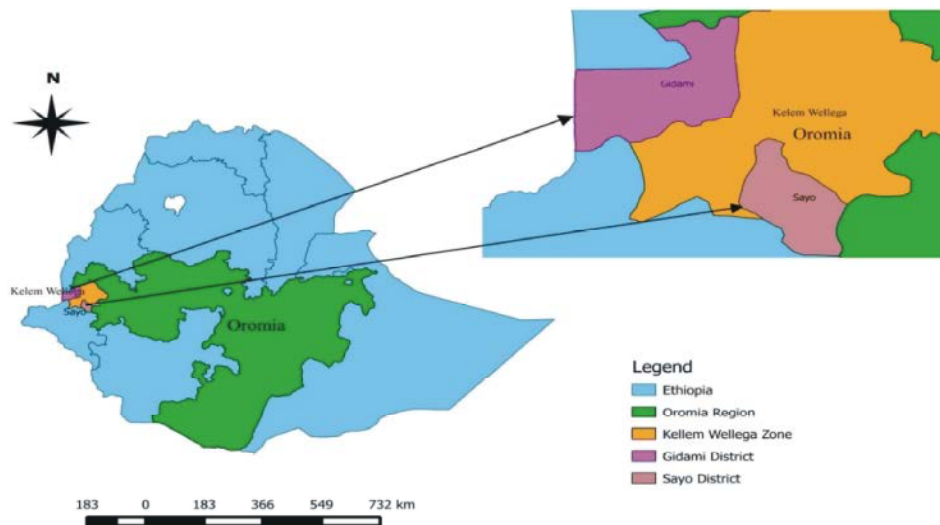 N
Gidami
Kelem Wellega
Oromia
Sayo
Kelem Wellega
Sayo
Oromia
Legend
Ethiopia
Oromia Region
Kellem Wellega Zone
Gidami District
Sayo District
183 0 183 366 549 732 km